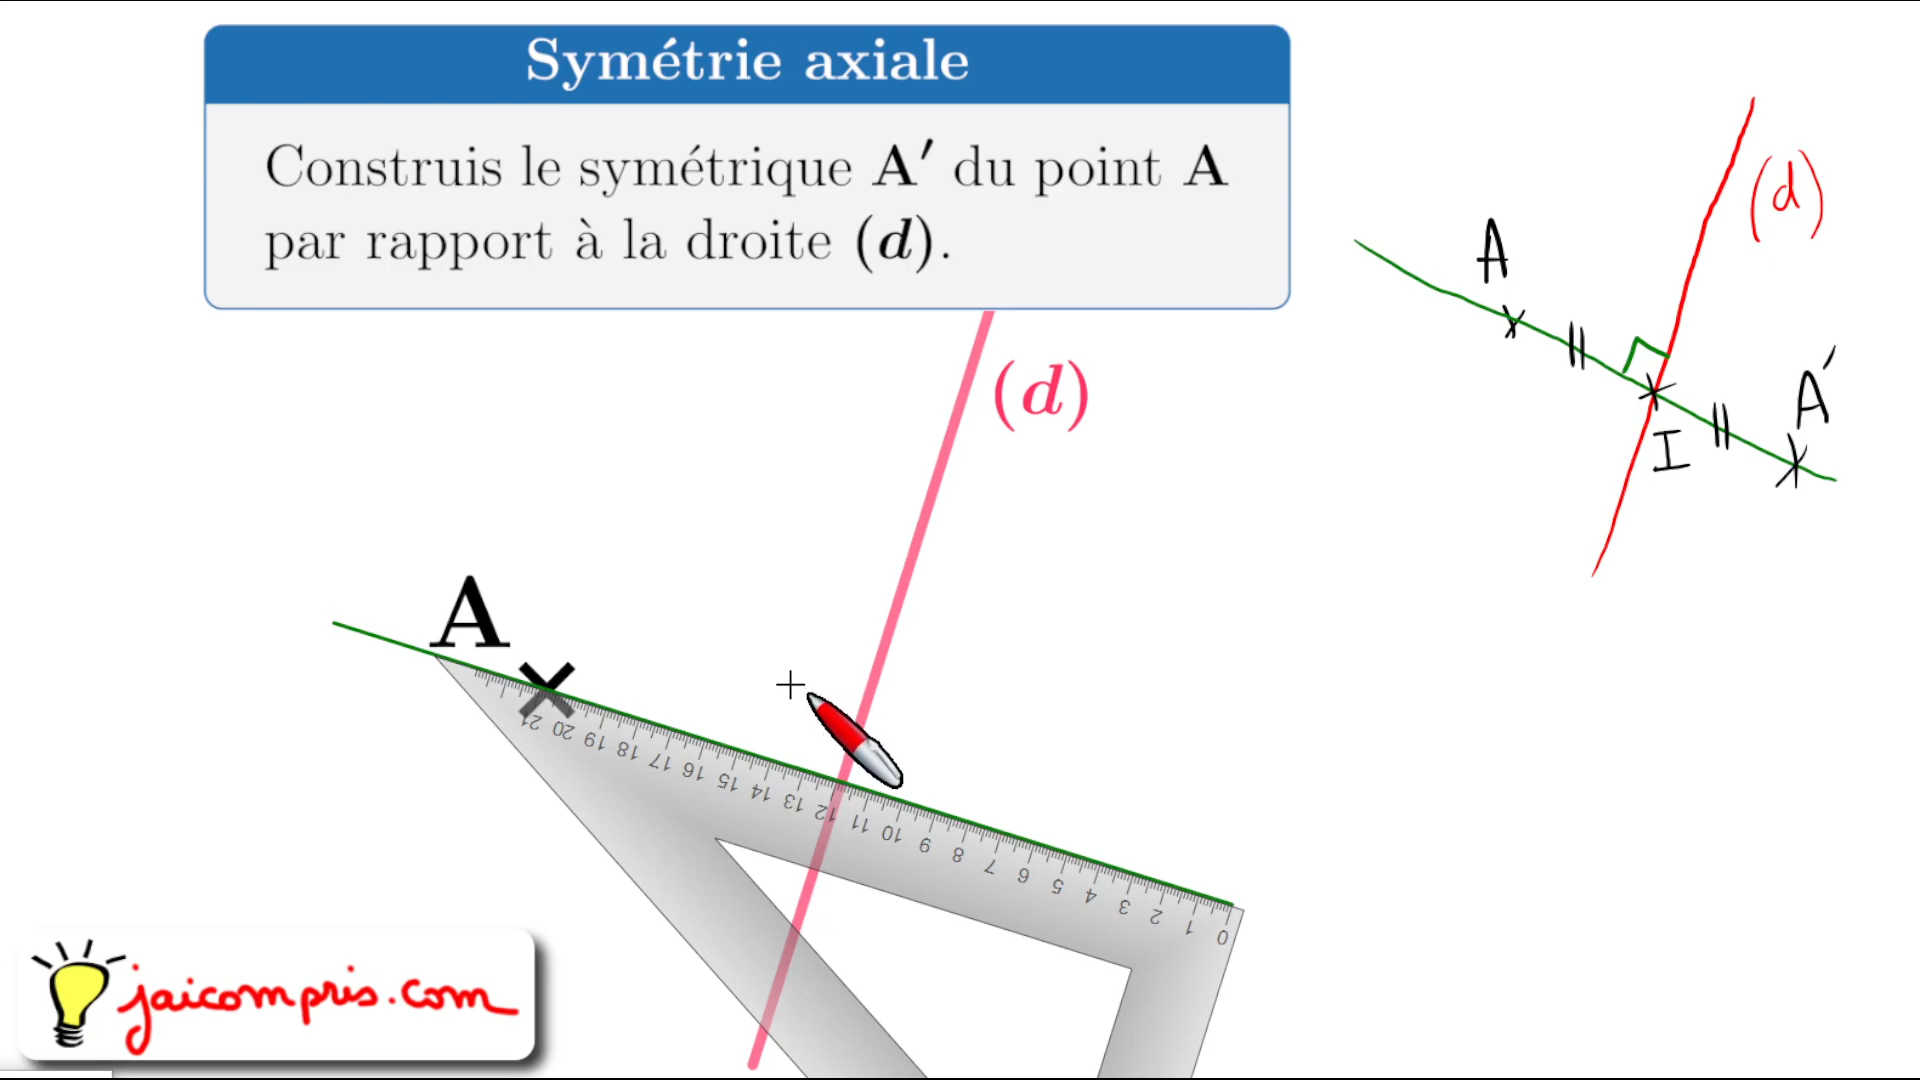 Symétrie axiale
Construis le symétrique A′ du point A
par rapport à la droite (d).
(d)
A
A′
I
(d)
A
21 20 19 18 17 16 15 14 13 12 11 10 9 8 7 6 5 4 3 2 1 0
jaicompris.com